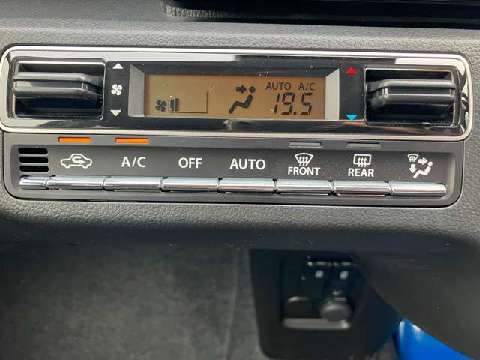 AUTO A/C
19.5
A/C OFF AUTO FRONT REAR